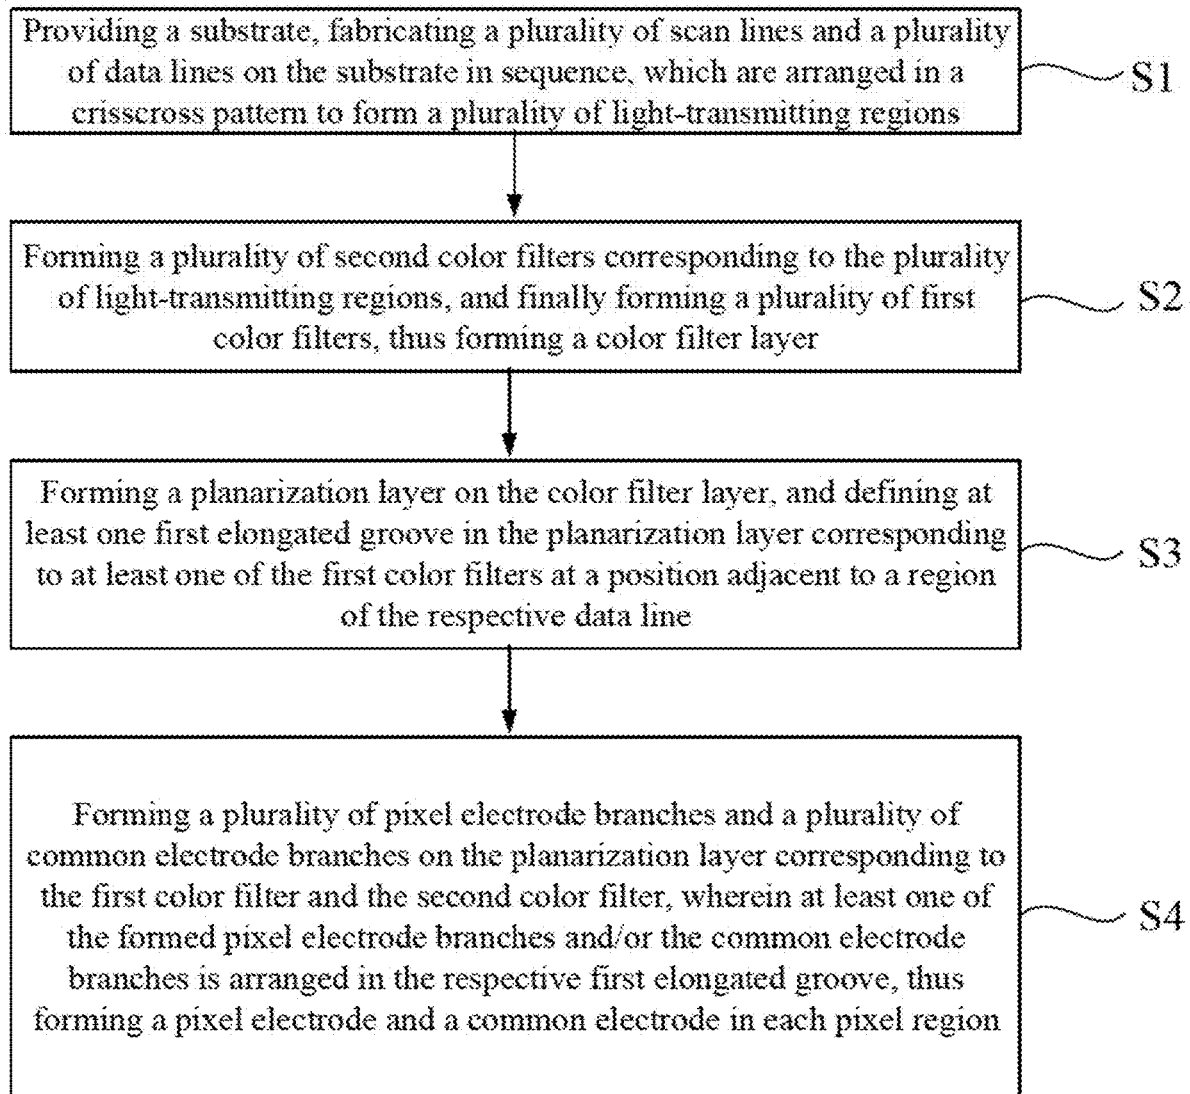 Providing a substrate, fabricating a plurality of scan lines and a plurality
of data lines on the substrate in sequence, which are arranged in a
crisscross pattern to form a plurality of light-transmitting regions
S1
Forming a plurality of second color filters corresponding to the plurality
of light-transmitting regions, and finally forming a plurality of first
color filters, thus forming a color filter layer
S2
Forming a planarization layer on the color filter layer, and defining at
least one first elongated groove in the planarization layer corresponding
to at least one of the first color filters at a position adjacent to a region
of the respective data line
S3
Forming a plurality of pixel electrode branches and a plurality of
common electrode branches on the planarization layer corresponding to
the first color filter and the second color filter, wherein at least one of
the formed pixel electrode branches and/or the common electrode
branches is arranged in the respective first elongated groove, thus
forming a pixel electrode and a common electrode in each pixel region
S4